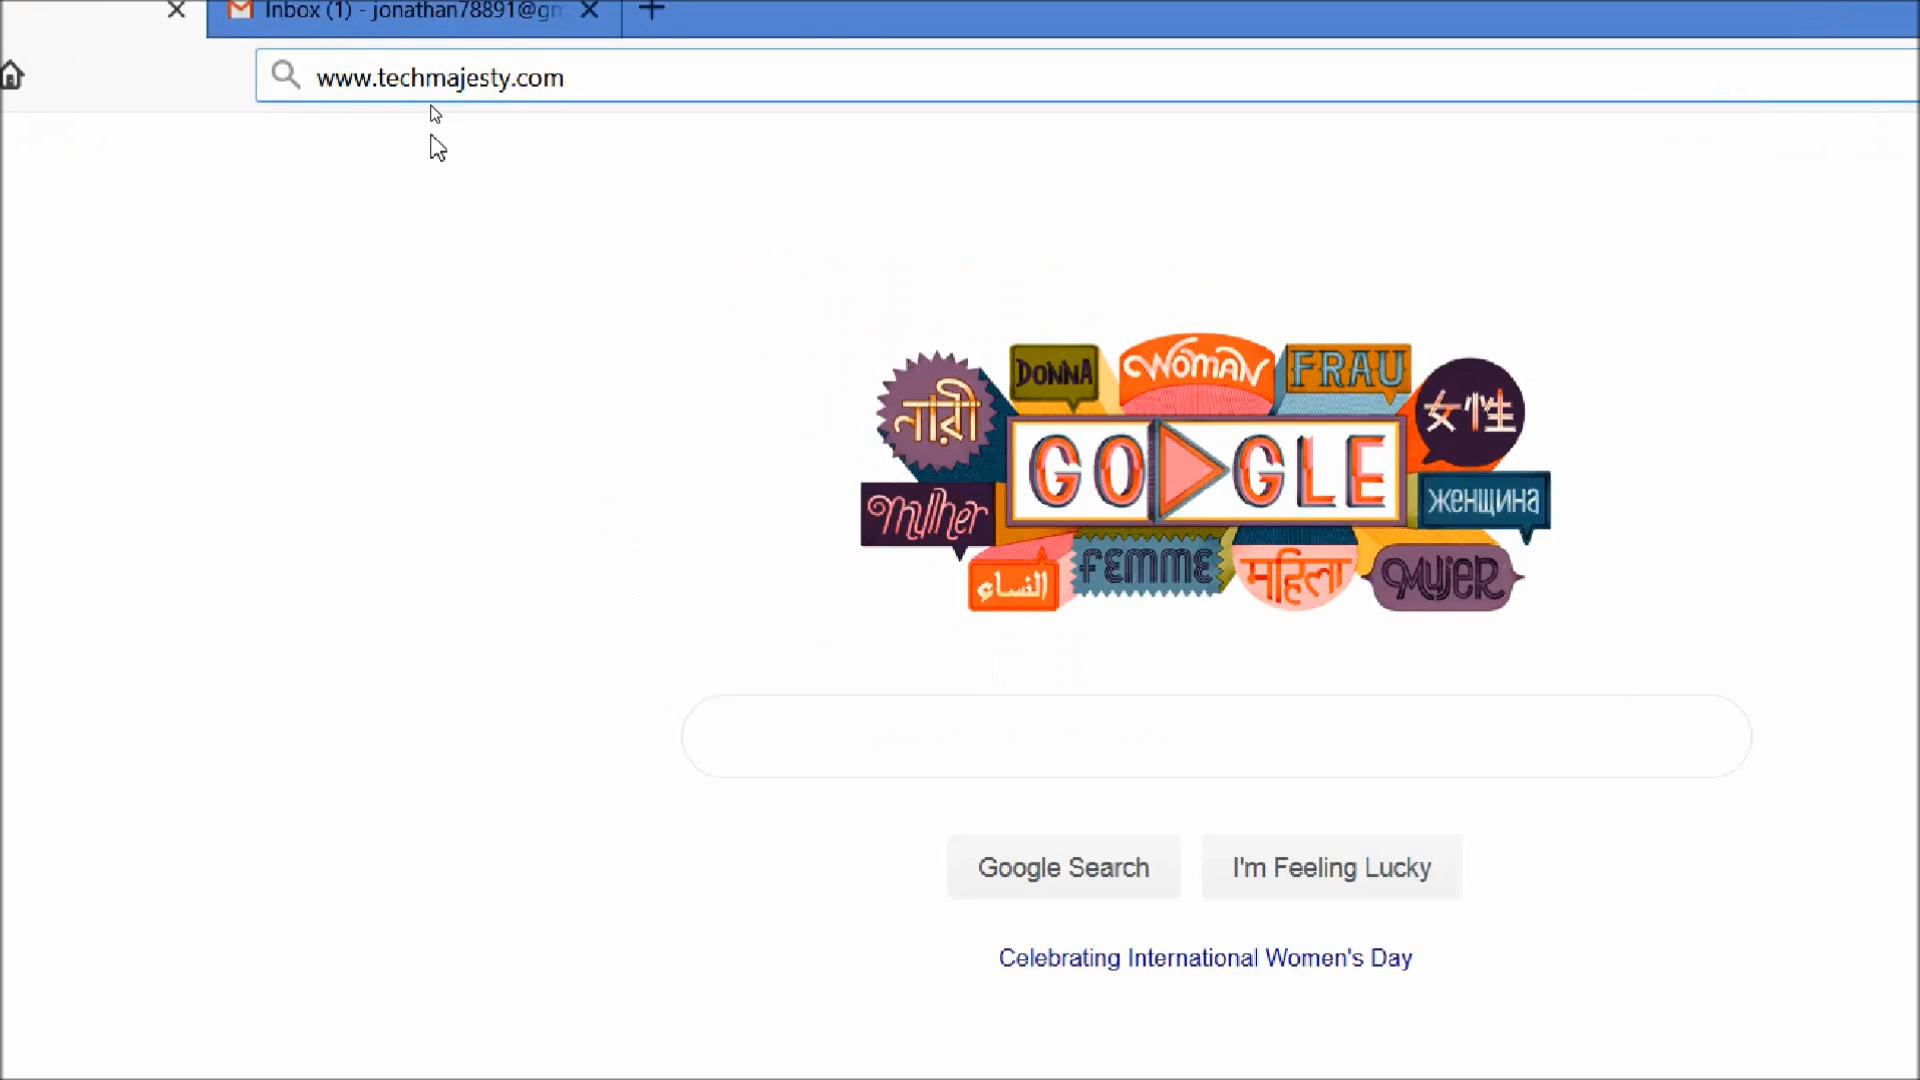 Inbox (1) - jonathan78891@gm
www.techmajesty.com
DONNA
WOMAN
FRAU
নারী
女性
GOOGLE
Mulher
женщина
النساء
FEMME
महिला
Mujer
Google Search
I'm Feeling Lucky
Celebrating International Women's Day